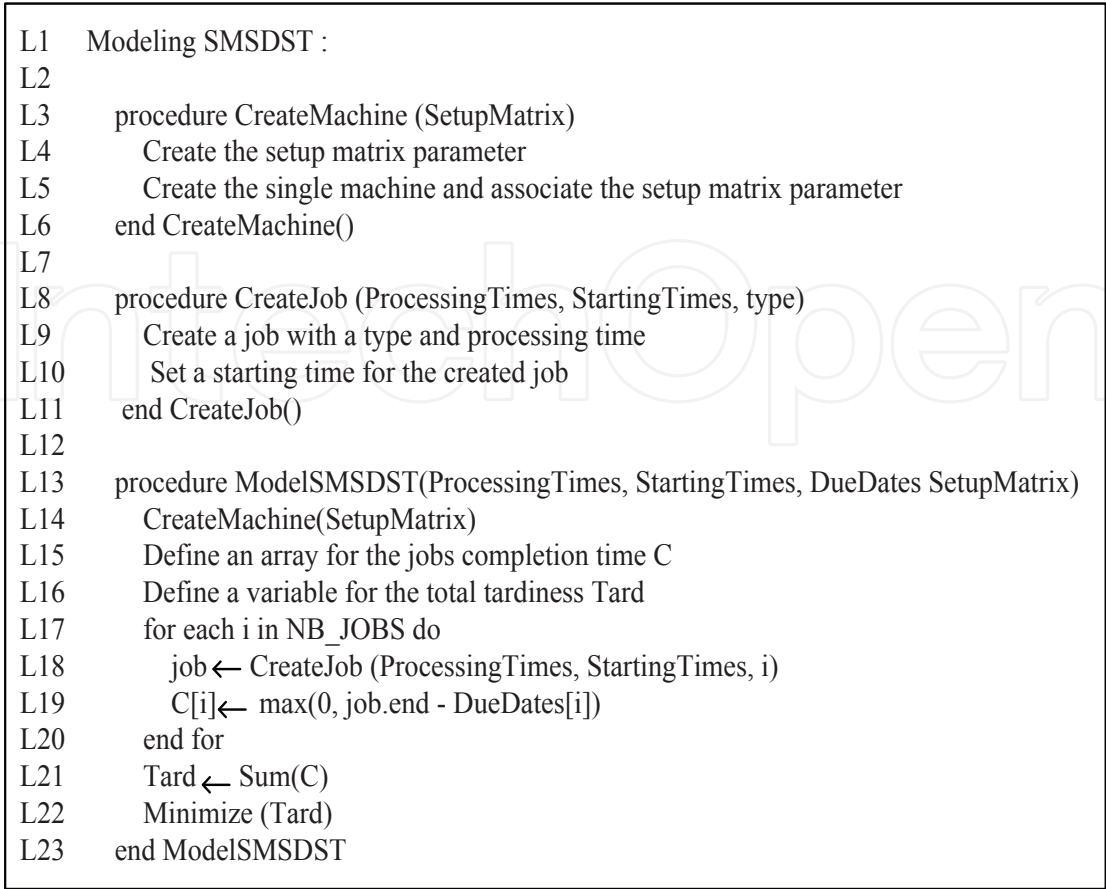 L1 Modeling SMSDST :
L2
L3 procedure CreateMachine (SetupMatrix)
L4 Create the setup matrix parameter
L5 Create the single machine and associate the setup matrix parameter
L6 end CreateMachine()
L7
L8 procedure CreateJob (ProcessingTimes, StartingTimes, type)
L9 Create a job with a type and processing time
L10 Set a starting time for the created job
L11 end CreateJob()
L12
L13 procedure ModelSMSDST(ProcessingTimes, StartingTimes, DueDates SetupMatrix)
L14 CreateMachine(SetupMatrix)
L15 Define an array for the jobs completion time C
L16 Define a variable for the total tardiness Tard
L17 for each i in NB_JOBS do
L18 job ← CreateJob (ProcessingTimes, StartingTimes, i)
L19 C[i] ← max(0, job.end - DueDates[i])
L20 end for
L21 Tard ← Sum(C)
L22 Minimize (Tard)
L23 end ModelSMSDST
IntechOpen